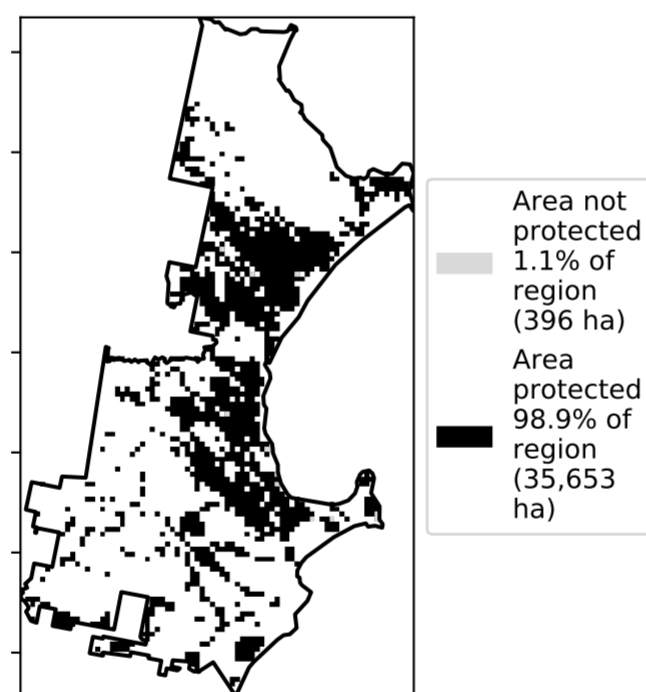 Area not
protected
1.1% of
region
(396 ha)
Area
protected
98.9% of
region
(35,653
ha)